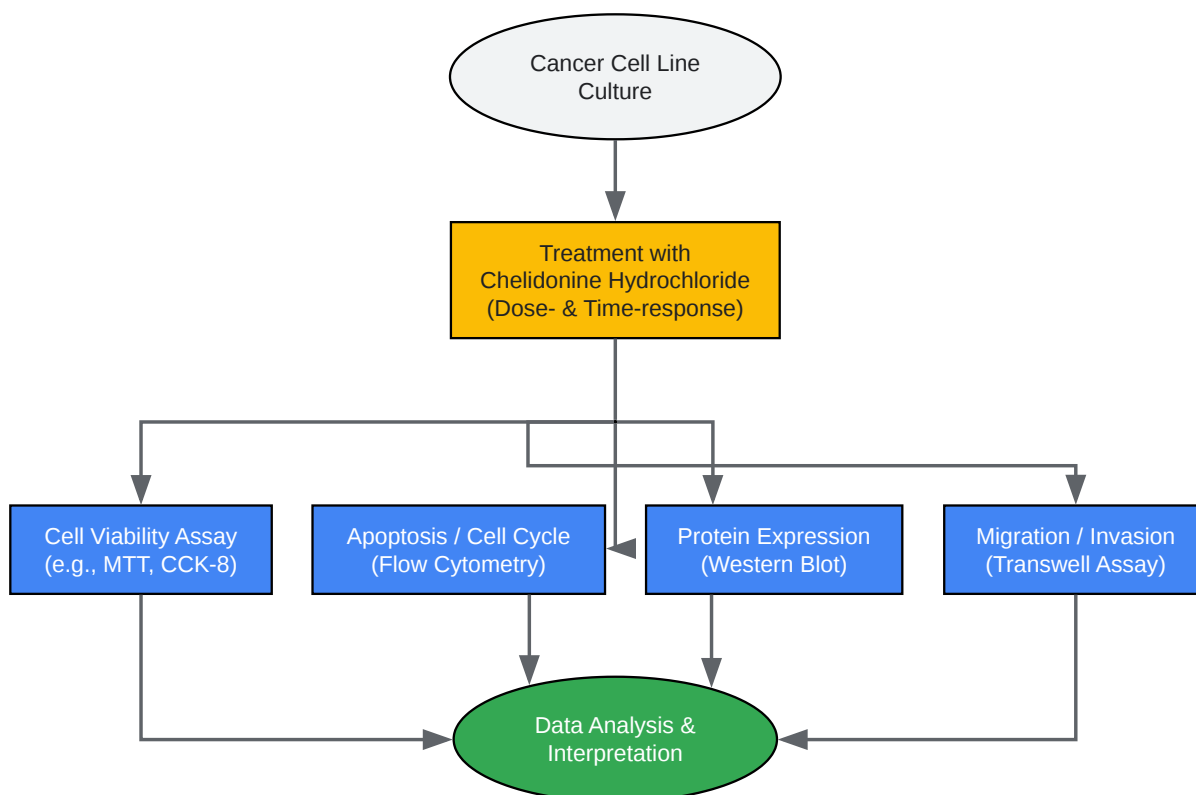 Cancer Cell Line
Culture
Treatment with
Chelidonine Hydrochloride
(Dose- & Time-response)
Cell Viability Assay
(e.g., MTT, CCK-8)
Apoptosis / Cell Cycle
(Flow Cytometry)
Protein Expression
(Western Blot)
Migration / Invasion
(Transwell Assay)
Data Analysis &
Interpretation